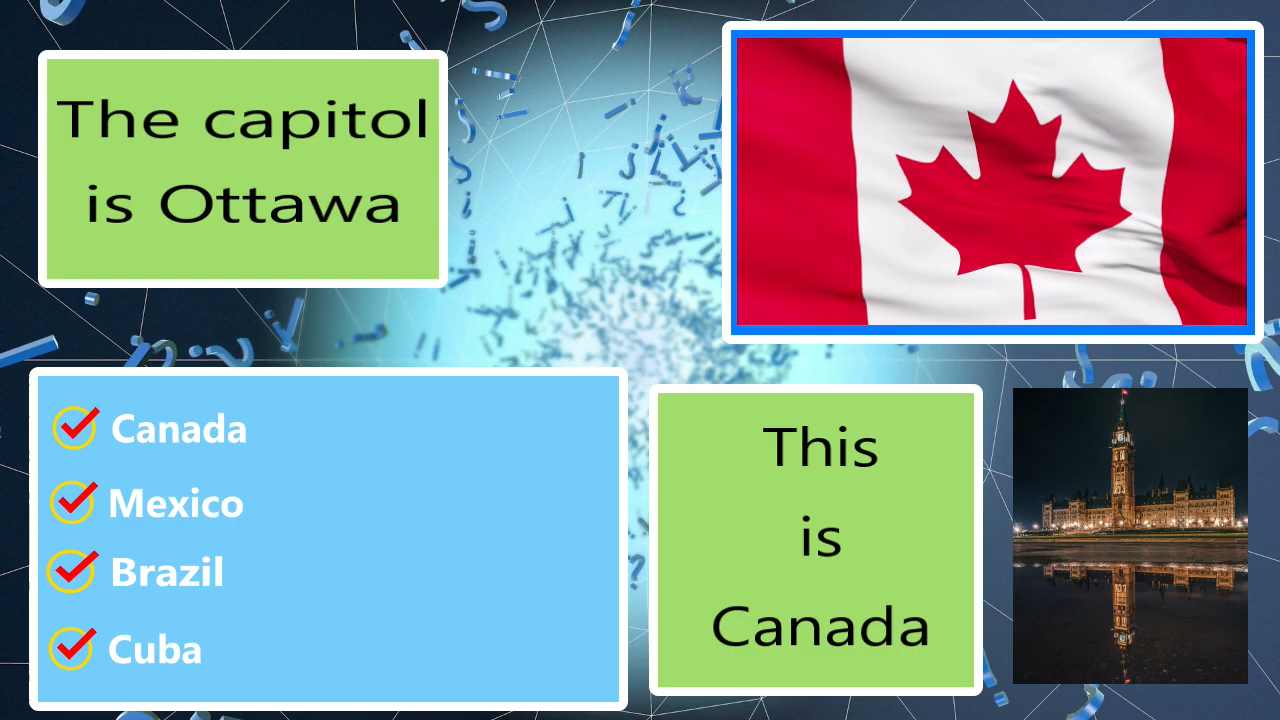 The capitol
is Ottawa
Canada
Mexico
Brazil
Cuba
This
is
Canada